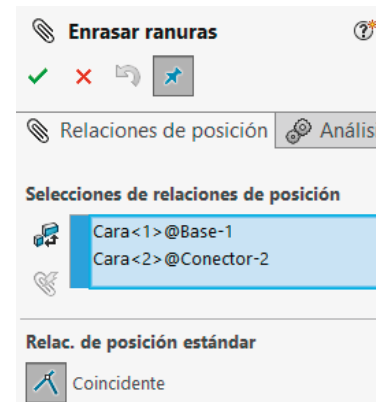 Enrasar ranuras
Relaciones de posición
Selecciones de relaciones de posición
Cara<1>@Base-1
Cara<2>@Conector-2
Relac. de posición estándar
Coincidente